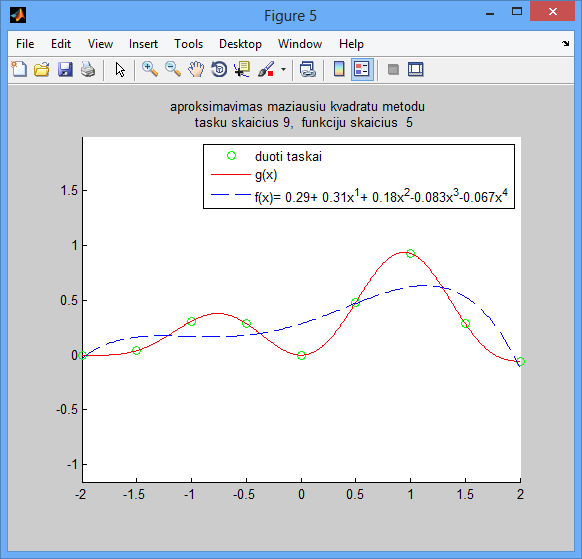 Figure 5
File Edit View Insert Tools Desktop Window Help
aproksimavimas maziausiu kvadratu metodu
tasku skaicius 9, funkciju skaicius 5
duoti taskai
g(x)
f(x)= 0.29+ 0.31x^1+ 0.18x^2-0.083x^3-0.067x^4
1.5
1
0.5
0
-0.5
-1
-2 -1.5 -1 -0.5 0 0.5 1 1.5 2